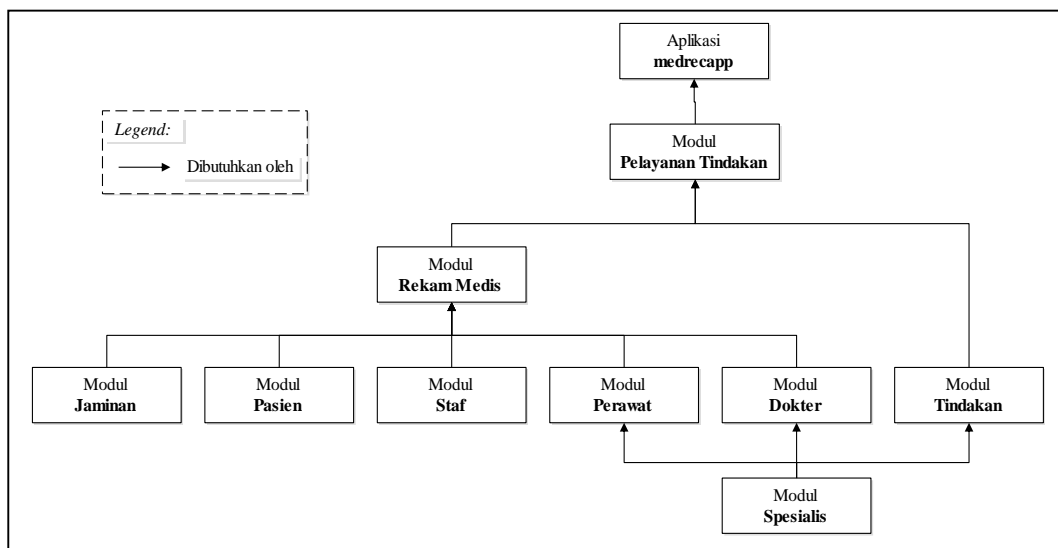 Aplikasi
medrecapp
Legend:
Dibutuhkan oleh
Modul
Pelayanan Tindakan
Modul
Rekam Medis
Modul
Jaminan
Modul
Pasien
Modul
Staf
Modul
Perawat
Modul
Dokter
Modul
Tindakan
Modul
Spesialis